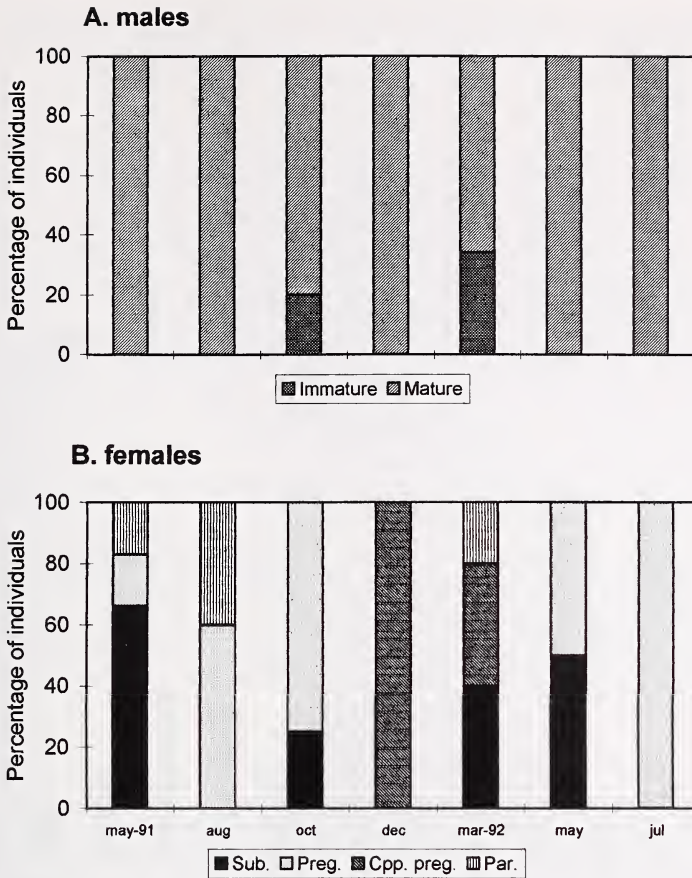 A. males
Percentage of individuals
100
80
60
40
20
0
Immature Mature
B. females
Percentage of individuals
100
80
60
40
20
0
may-91 aug oct dec mar-92 may jul
Sub. Preg. Cpp. preg. Par.